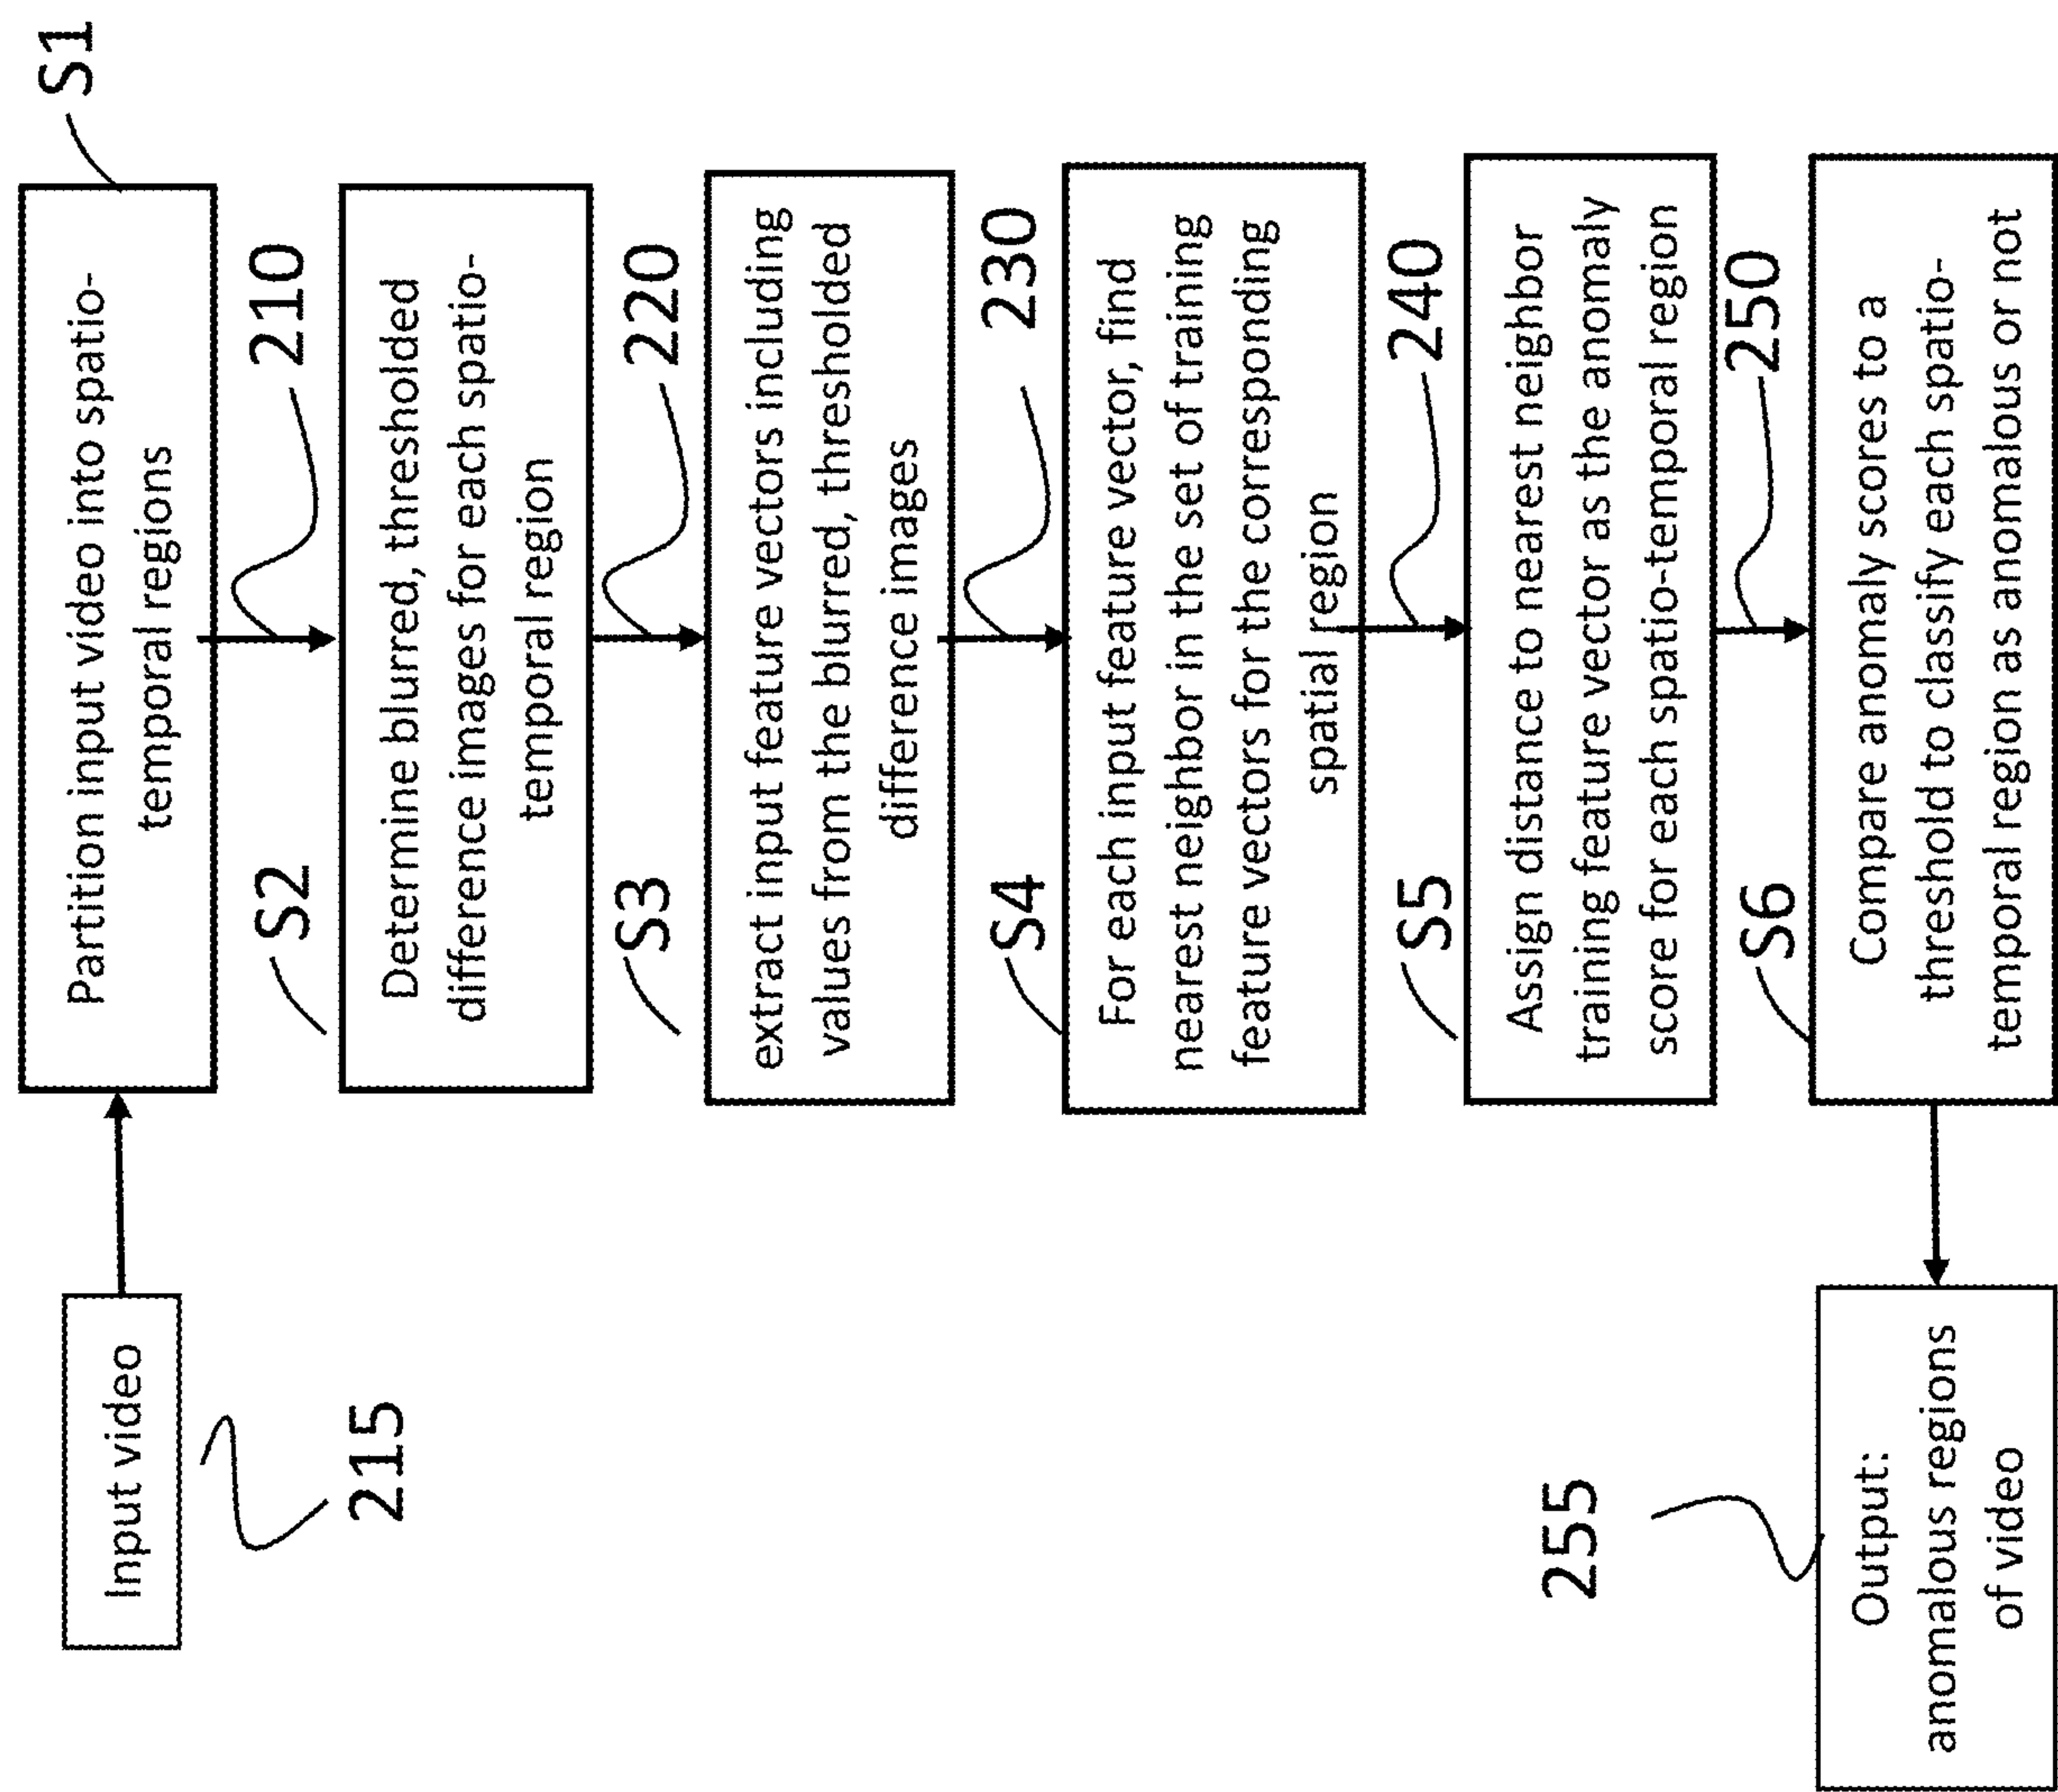 Input video
215
Partition input video into spatio-
temporal regions
S1
210
S2
Determine blurred, thresholded
difference images for each spatio-
temporal region
220
S3
extract input feature vectors including
values from the blurred, thresholded
difference images
230
S4
For each input feature vector, find
nearest neighbor in the set of training
feature vectors for the corresponding
spatial region
240
S5
Assign distance to nearest neighbor
training feature vector as the anomaly
score for each spatio-temporal region
250
S6
Compare anomaly scores to a
threshold to classify each spatio-
temporal region as anomalous or not
255
Output:
anomalous regions
of video